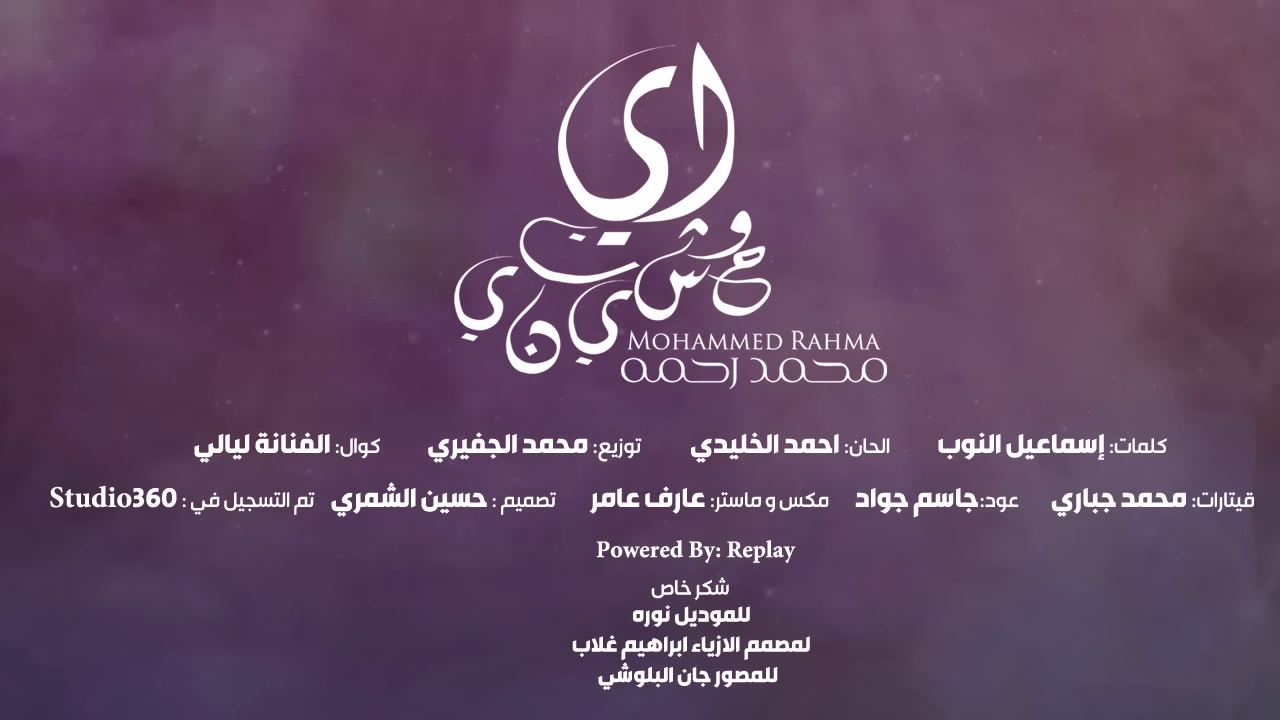 اي
وحشتيني
MOHAMMED RAHMA
محمد رحمه
كلمات: إسماعيل النوب الحان: احمد الخليدي توزيع: محمد الجفيري كوال: الفنانة ليالي
قيتارات: محمد جباري عود: جاسم جواد مكس و ماستر: عارف عامر تصميم : حسين الشمري تم التسجيل في : Studio360
Powered By: Replay
شكر خاص
للموديل نوره
لمصمم الازياء ابراهيم غلاب
للمصور جان البلوشي